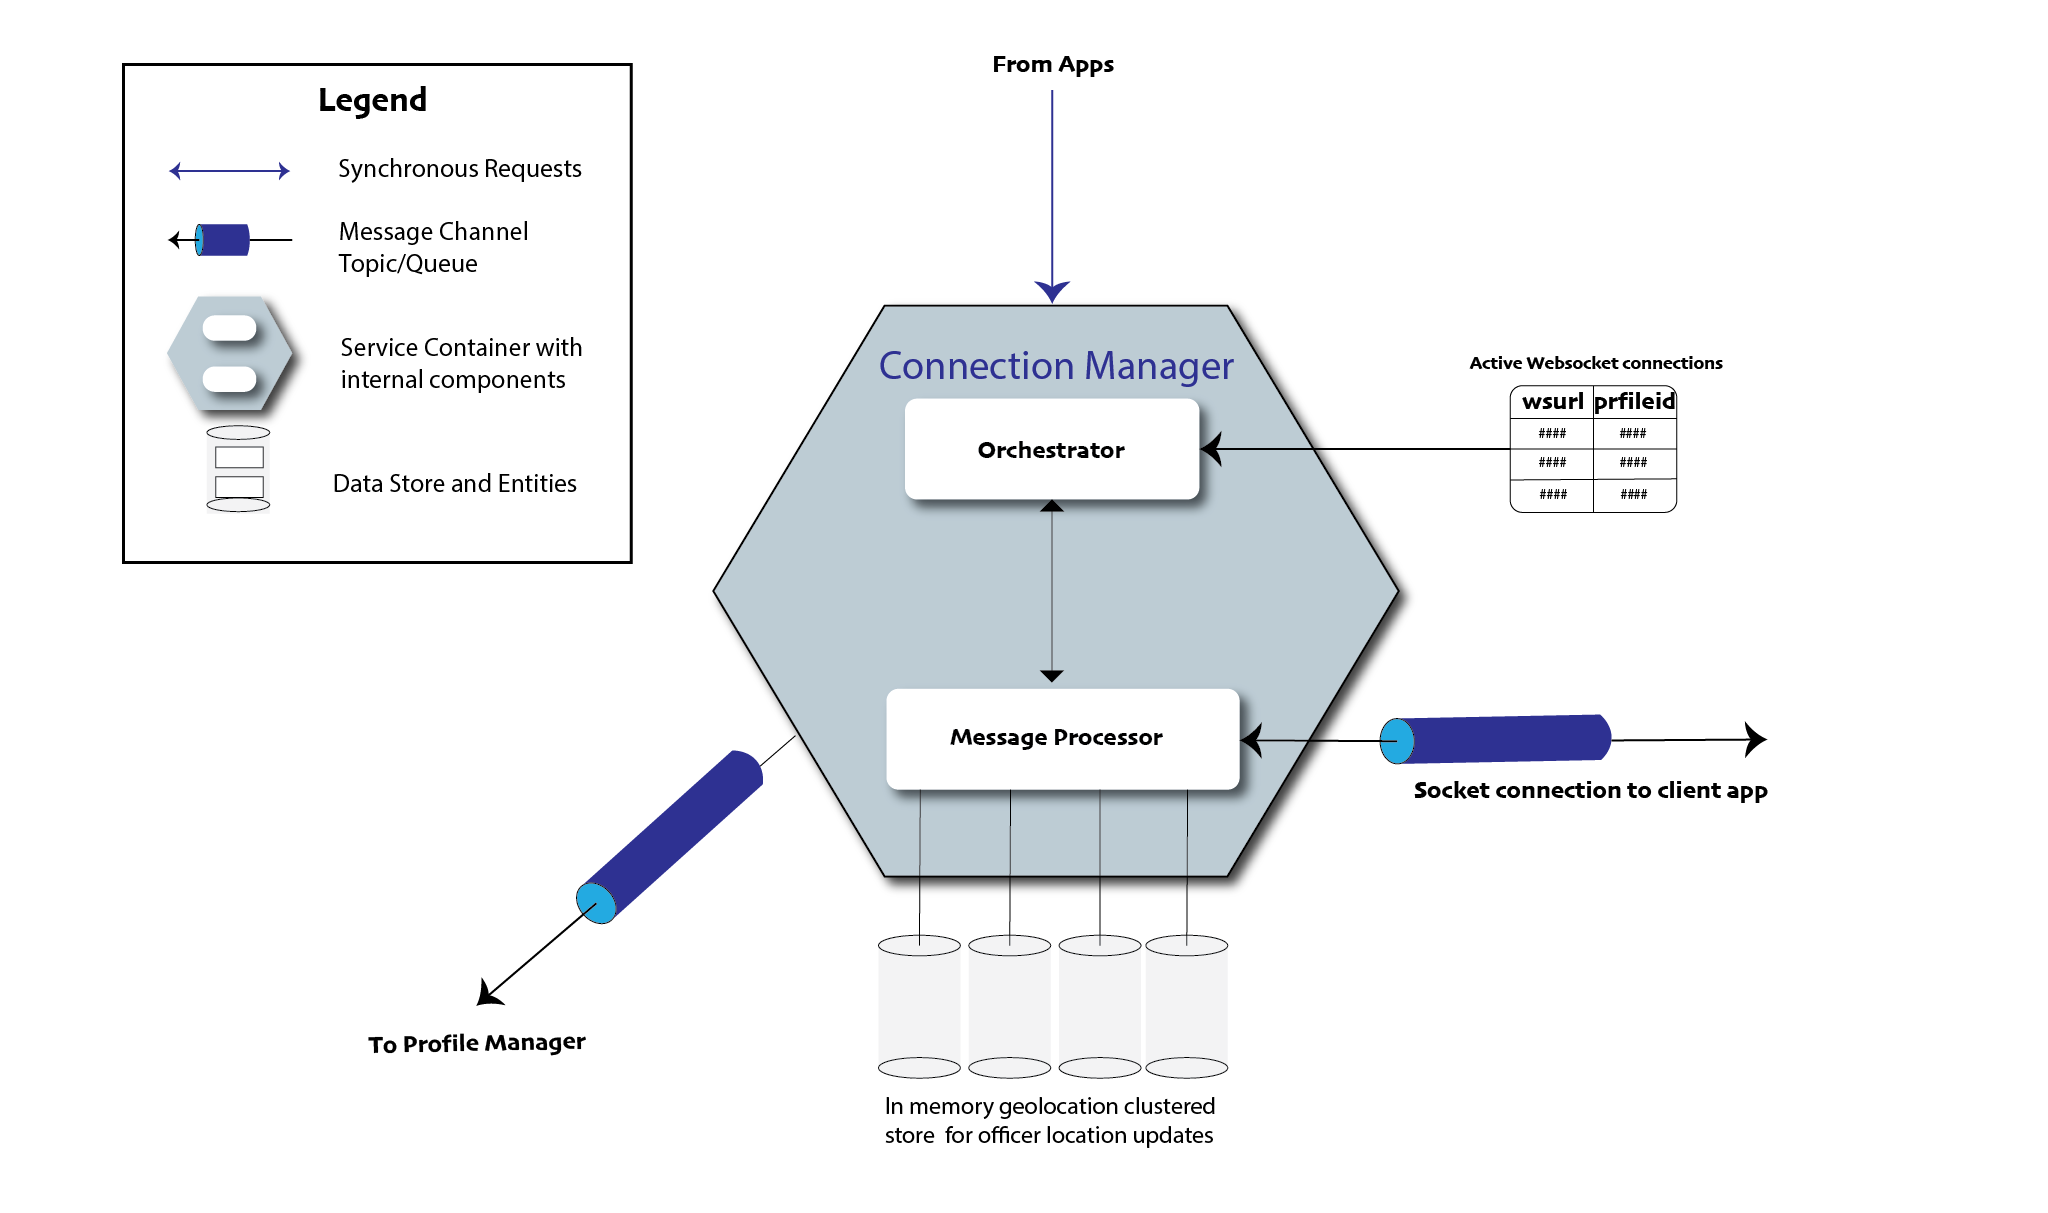 Legend
Synchronous Requests
Message Channel
Topic/Queue
Service Container with
internal components
Data Store and Entities
From Apps
Connection Manager
Orchestrator
Active Websocket connections
wsurl prfileid
#### ####
#### ####
#### ####
Message Processor
Socket connection to client app
To Profile Manager
In memory geolocation clustered
store for officer location updates